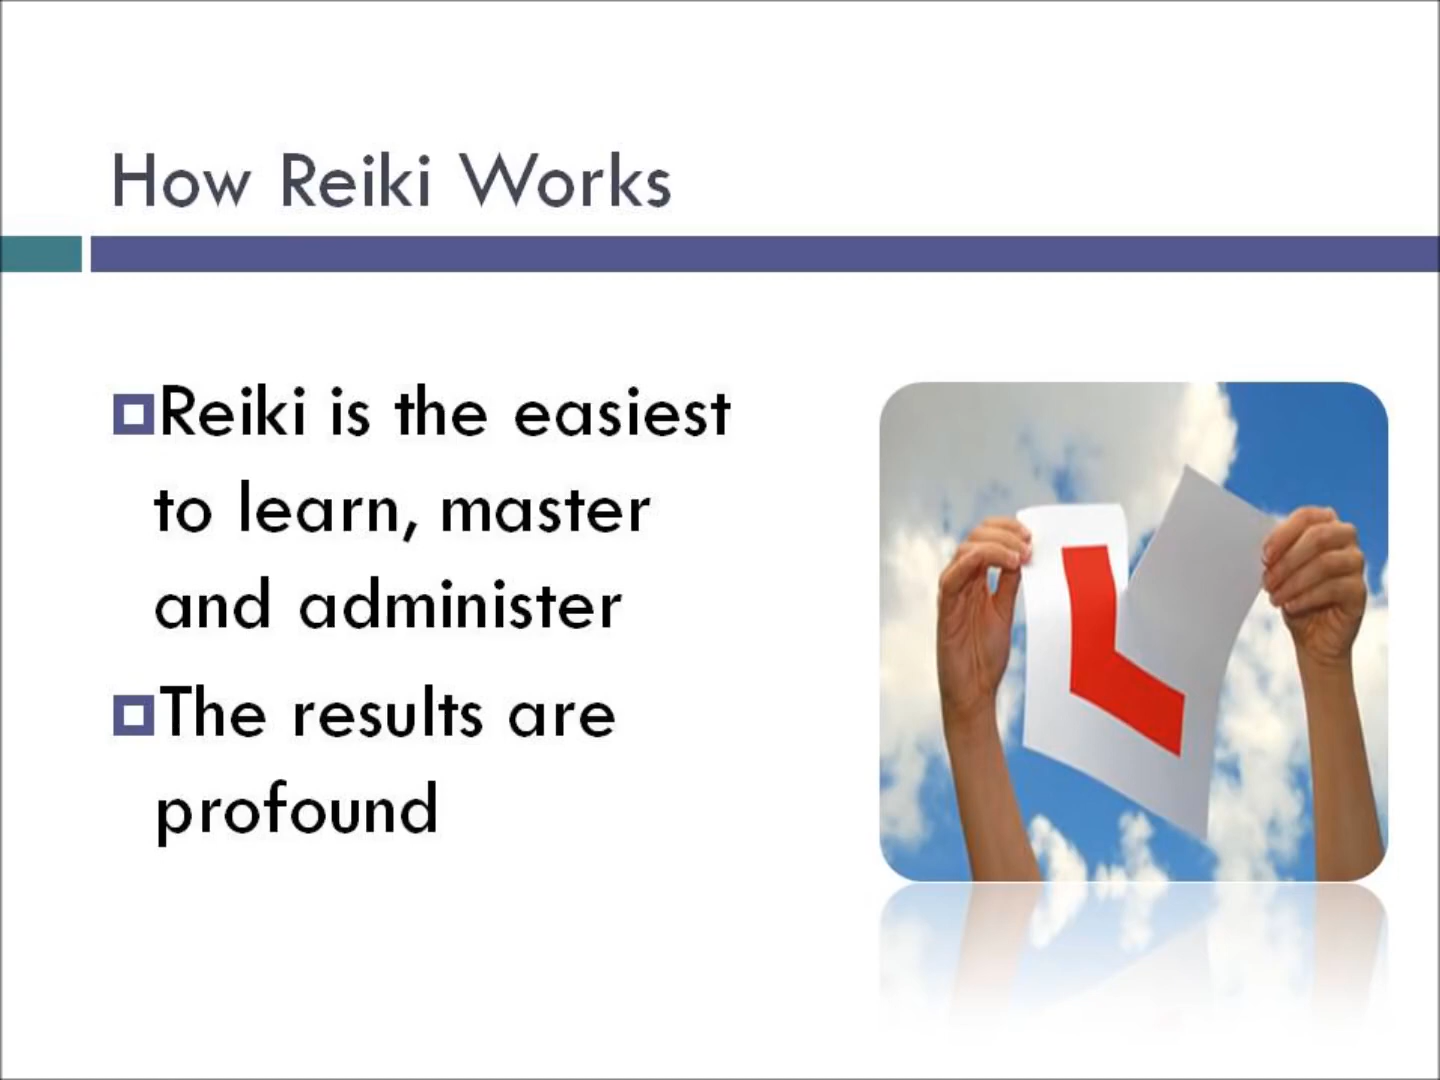 How Reiki Works
Reiki is the easiest
to learn, master
and administer
The results are
profound
L